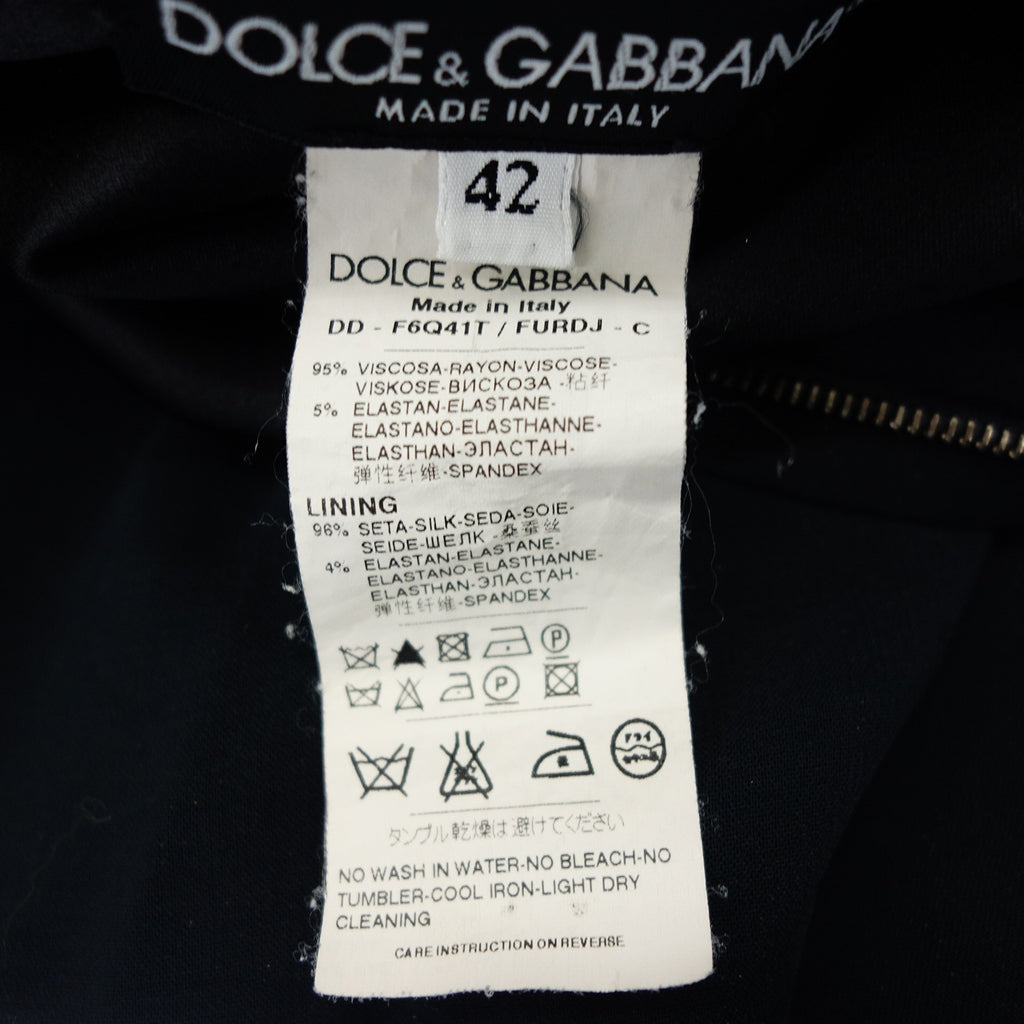 DOLCE & GABBANA
MADE IN ITALY
42
DOLCE & GABBANA
Made in Italy
DD - F6Q41T / FURDJ - C
95% VISCOSA-RAYON-VISCOSE-
VISKOSE-ВИСКОЗА -粘纤
5% ELASTAN-ELASTANE-
ELASTANO-ELASTHANNE-
ELASTHAN-ЭЛАСТАН-
弹性纤维-SPANDEX
LINING
96% SETA-SILK-SEDA-SOIE-
SEIDE-ШЕЛК -桑蚕丝
4% ELASTAN-ELASTANE-
ELASTANO-ELASTHANNE-
ELASTHAN-ЭЛАСТАН-
弹性纤维-SPANDEX
P
P
ドライ
タンブル乾燥は避けてください
NO WASH IN WATER-NO BLEACH-NO
TUMBLER-COOL IRON-LIGHT DRY
CLEANING
CARE INSTRUCTION ON REVERSE